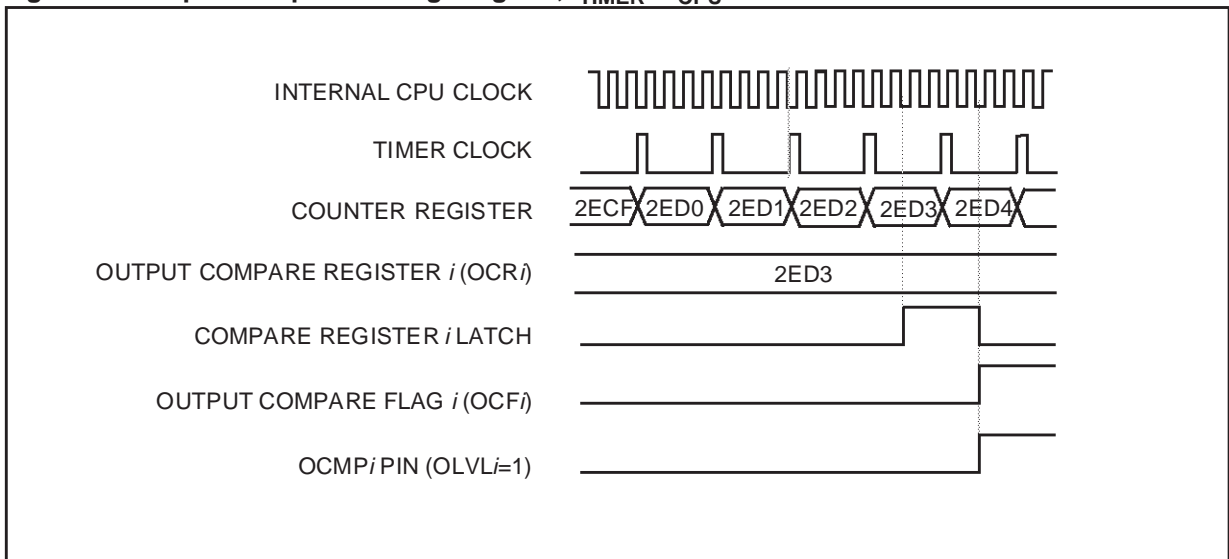 INTERNAL CPU CLOCK
TIMER CLOCK
COUNTER REGISTER 2ECF 2ED0 2ED1 2ED2 2ED3 2ED4
OUTPUT COMPARE REGISTER i (OCRi) 2ED3
COMPARE REGISTER i LATCH
OUTPUT COMPARE FLAG i (OCFi)
OCMPi PIN (OLVLi=1)